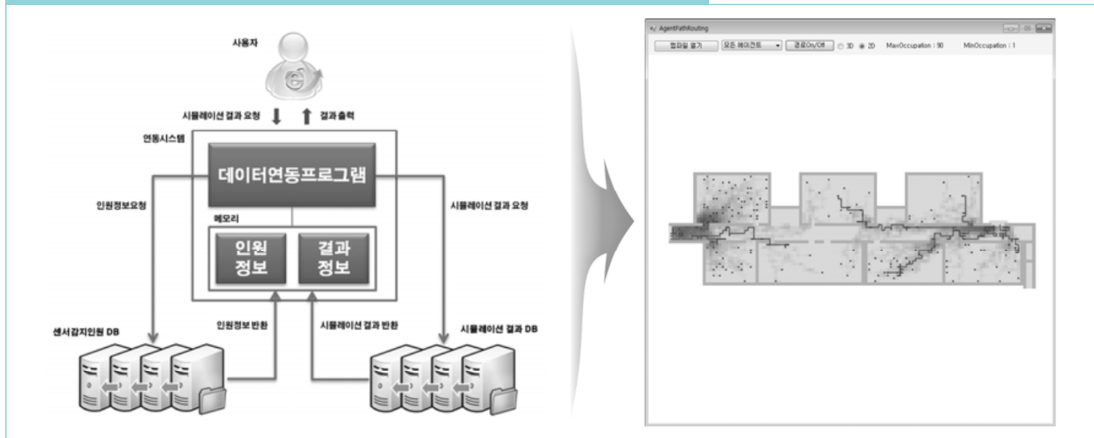 사용자
시뮬레이션 결과 요청
결과 출력
연동시스템
데이터연동프로그램
인원정보요청
시뮬레이션 결과 요청
메모리
인원
정보
결과
정보
인원정보 반환
시뮬레이션 결과 반환
센서감지인원 DB
시뮬레이션 결과 DB
AgentPathRouting
맵파일 열기
모든 에이전트
경로On/Off
3D
2D
MaxOccupation : 90
MinOccupation : 1